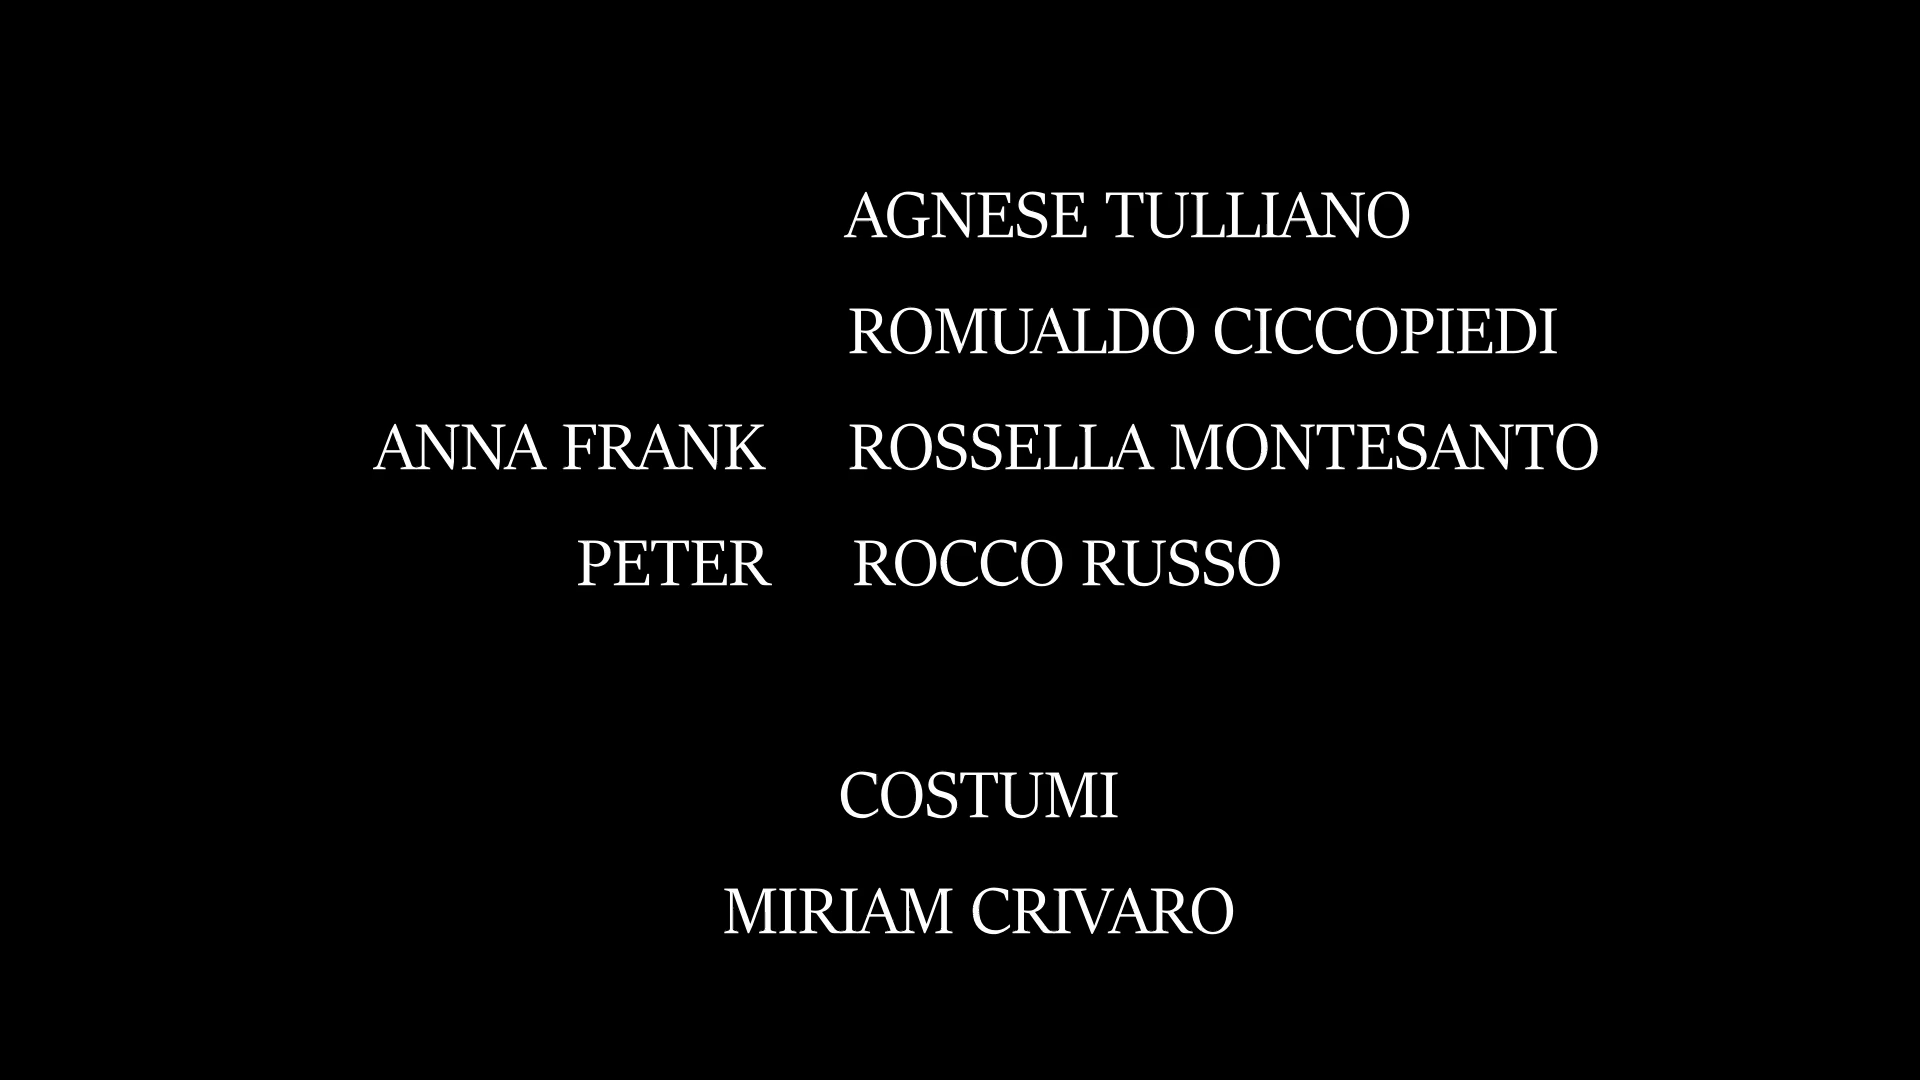 AGNESE TULLIANO
ROMUALDO CICCOPIEDI
ANNA FRANK ROSSELLA MONTESANTO
PETER ROCCO RUSSO
COSTUMI
MIRIAM CRIVARO